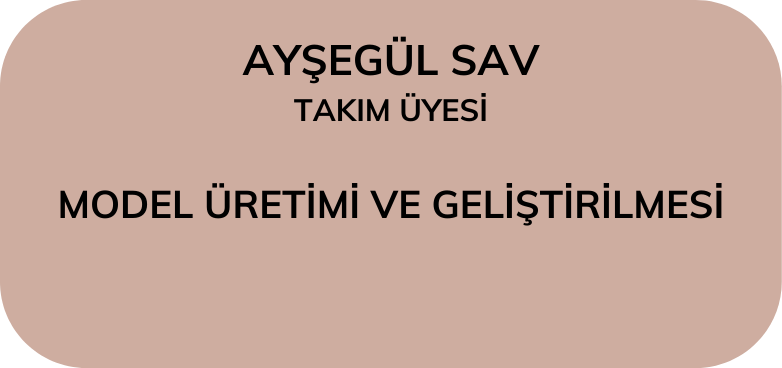 AYŞEGÜL SAV
TAKIM ÜYESİ
MODEL ÜRETİMİ VE GELİŞTİRİLMESİ